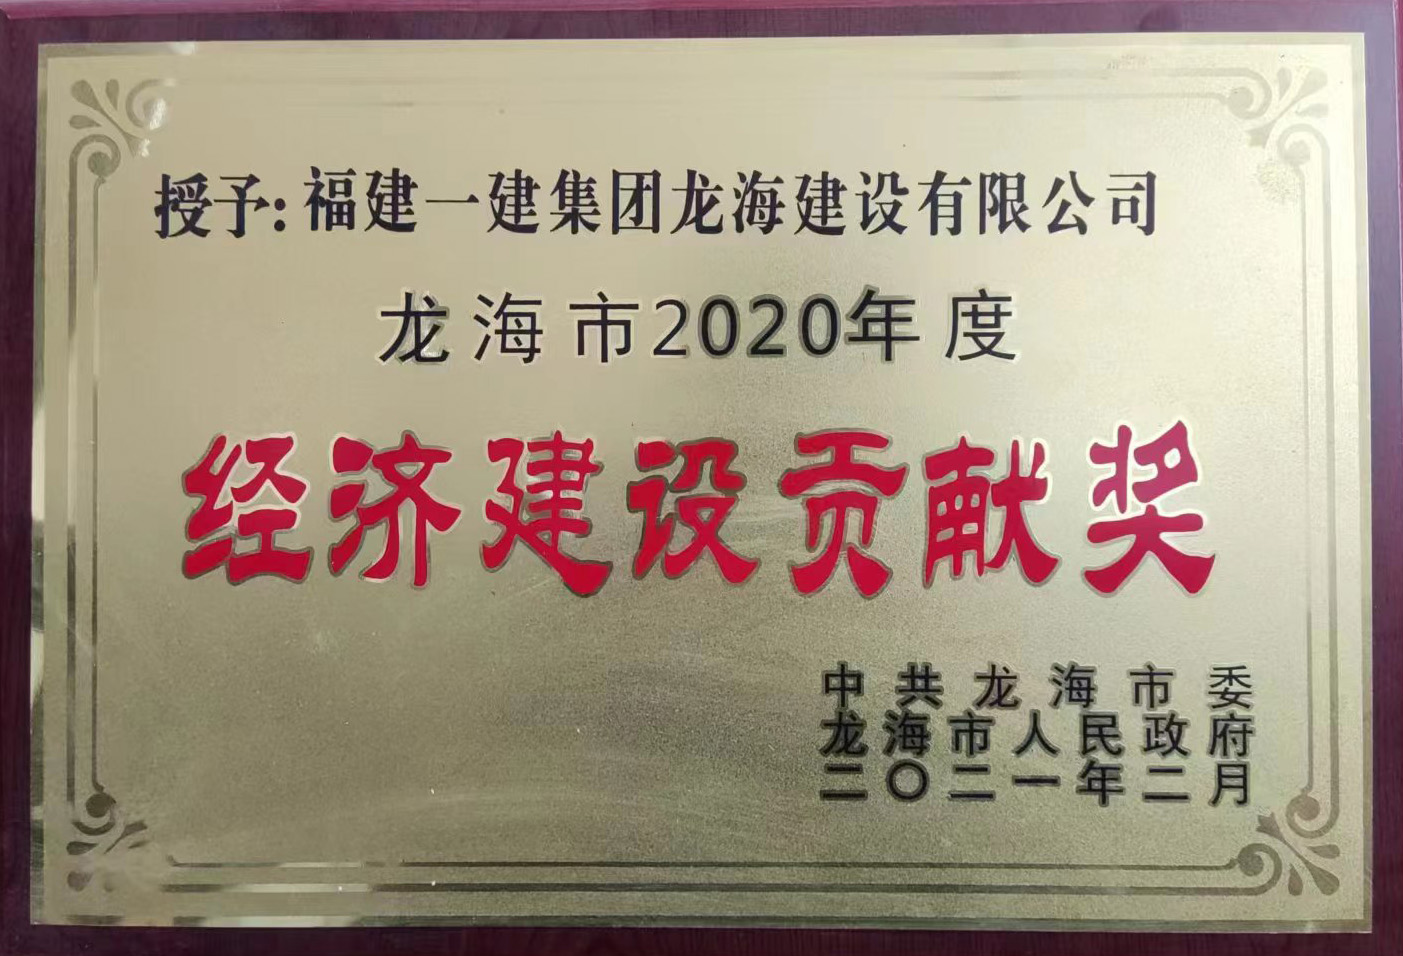 授予:福建一建集团龙海建设有限公司
龙海市2020年度
经济建设贡献奖
中共龙海市委
龙海市人民政府
二〇二一年二月